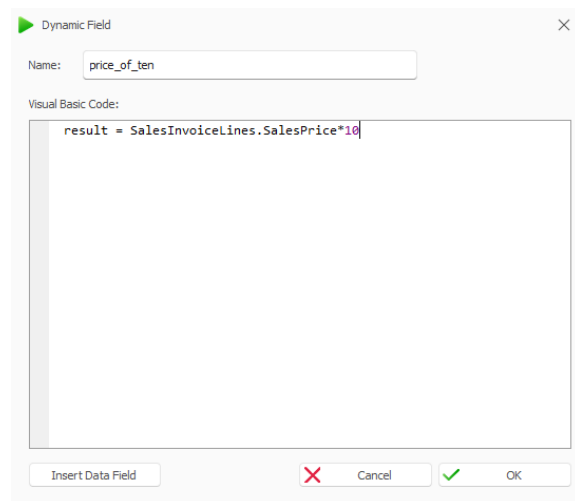 Dynamic Field
Name: price_of_ten
Visual Basic Code:
result = SalesInvoiceLines.SalesPrice*10
Insert Data Field Cancel OK